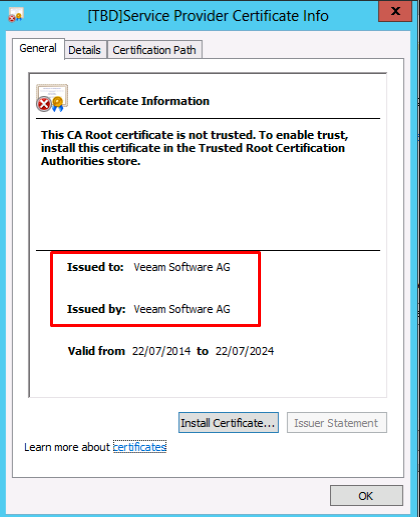 [TBD]Service Provider Certificate Info
x
General Details Certification Path
Certificate Information
This CA Root certificate is not trusted. To enable trust,
install this certificate in the Trusted Root Certification
Authorities store.
Issued to: Veeam Software AG
Issued by: Veeam Software AG
Valid from 22/07/2014 to 22/07/2024
Install Certificate... Issuer Statement
Learn more about certificates
OK